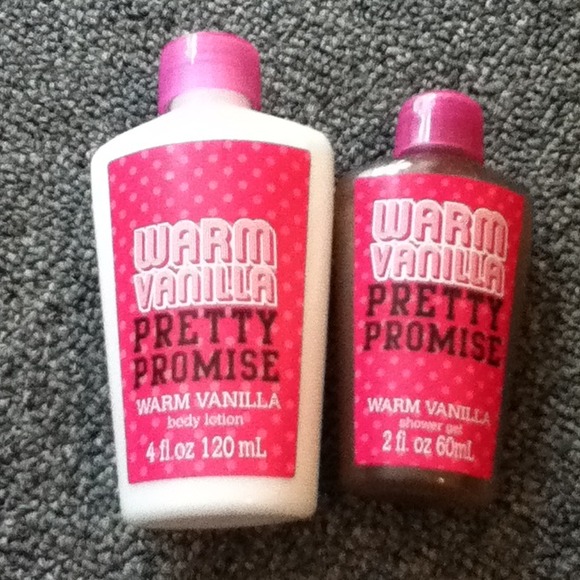 WARM
VANILLA
PRETTY
PROMISE
WARM VANILLA
body lotion
4 fl.oz 120 mL
WARM
VANILLA
PRETTY
PROMISE
WARM VANILLA
shower gel
2 fl. oz 60mL